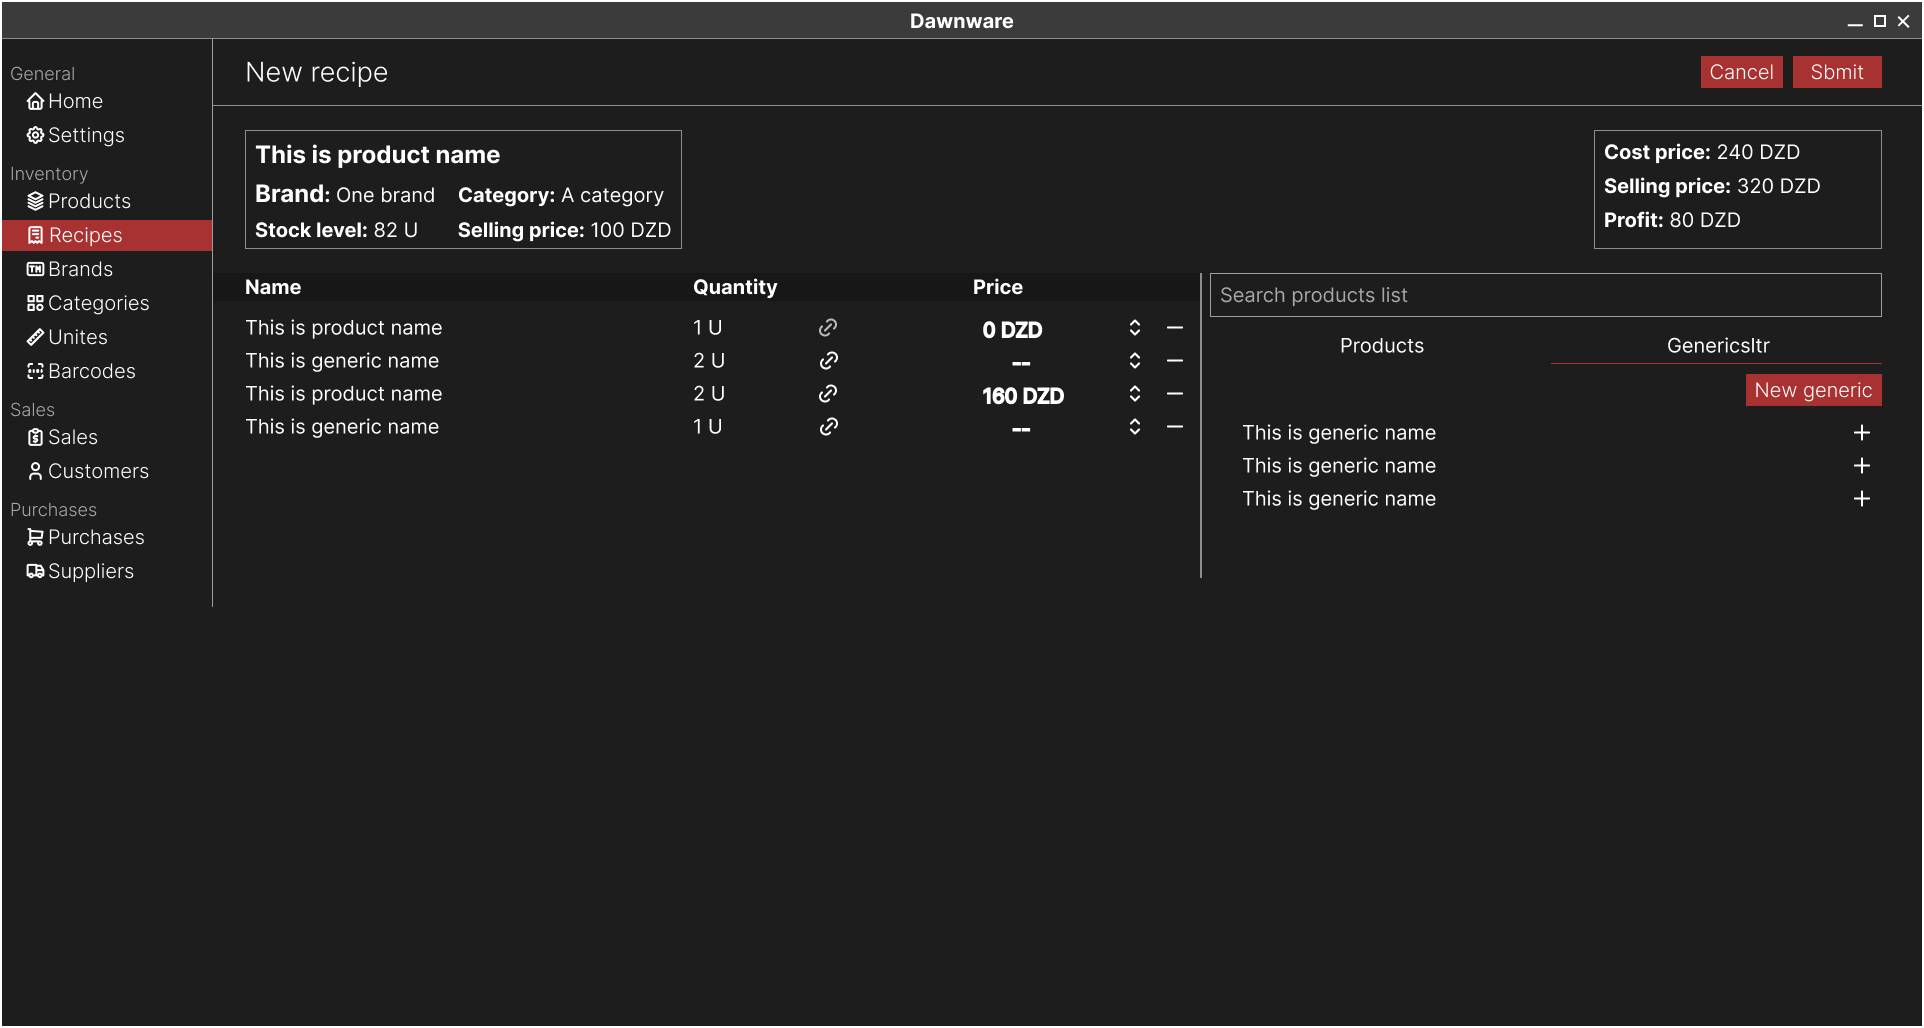 Dawnware
General
Home
Settings
Inventory
Products
Recipes
TM Brands
Categories
Unites
Barcodes
Sales
Sales
Customers
Purchases
Purchases
Suppliers
New recipe
Cancel Sbmit
This is product name
Brand: One brand Category: A category
Stock level: 82 U Selling price: 100 DZD
Cost price: 240 DZD
Selling price: 320 DZD
Profit: 80 DZD
Name Quantity Price
This is product name 1 U 0 DZD
This is generic name 2 U --
This is product name 2 U 160 DZD
This is generic name 1 U --
Search products list
Products Genericsltr
New generic
This is generic name
This is generic name
This is generic name